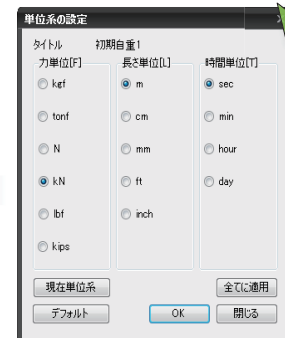 単位系の設定
タイトル 初期自重1
力単位[F] 長さ単位[L] 時間単位[T]
kgf m sec
tonf cm min
N mm hour
kN ft day
lbf inch
kips
現在単位系 全てに適用
デフォルト OK 閉じる